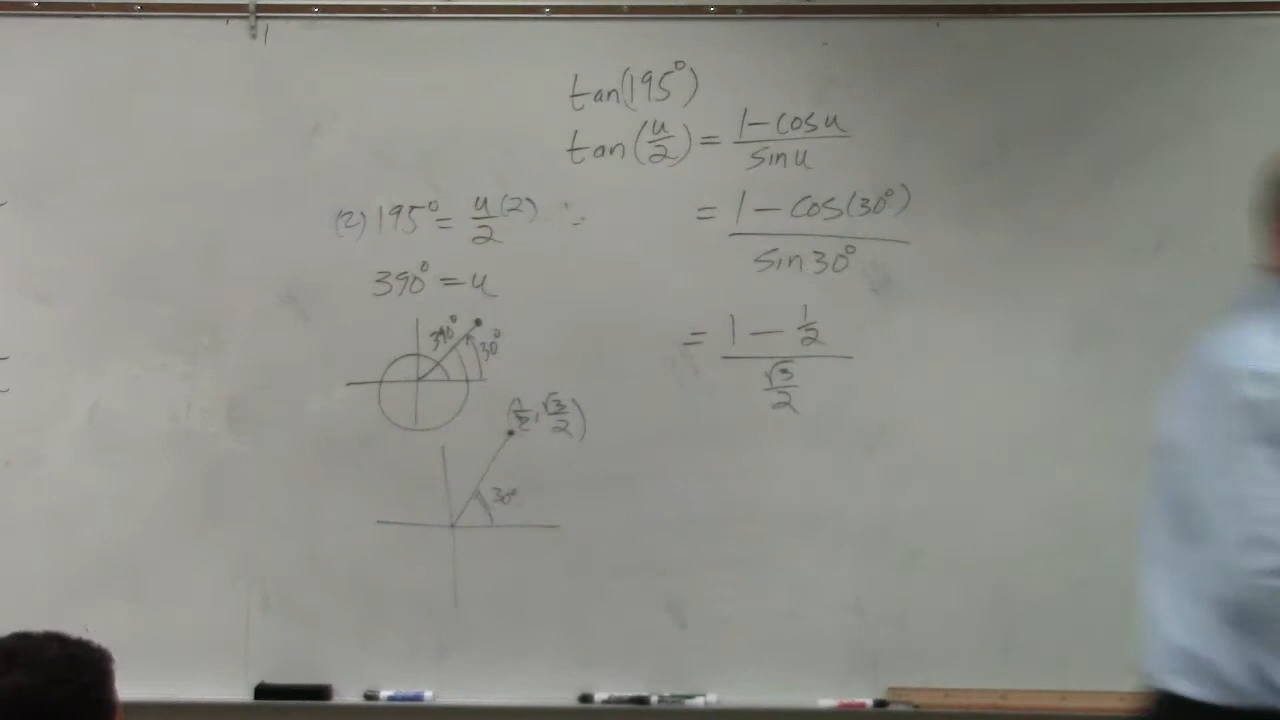 tan(195°)
tan(u/2) = (1 - cos u)/(sin u)
(2) 195° = u(2)/2 ∴
= (1 - cos(30°))/(sin 30°)
390° = u
390°
30°
= (1 - 1/2)/(√3/2)
(1/2, √3/2)
30°